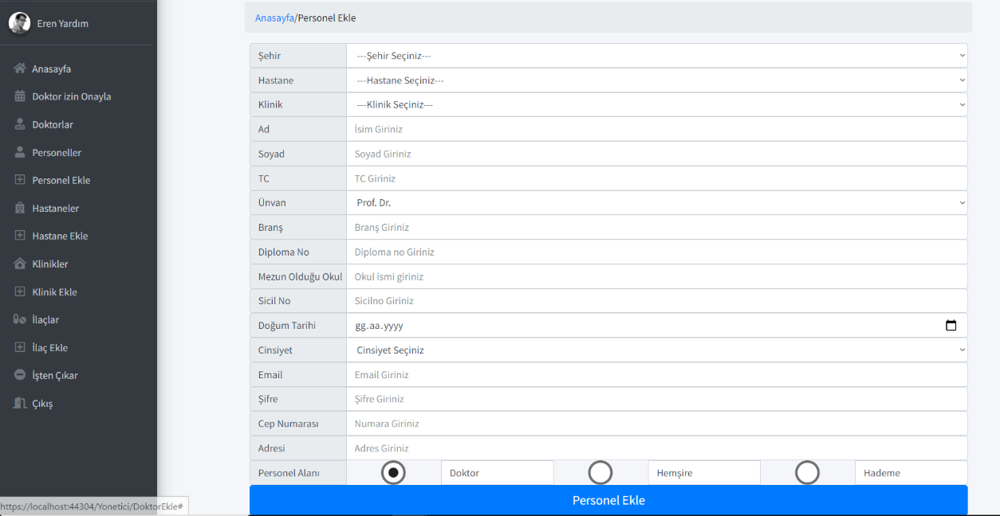 Eren Yardım
Anasayfa
Doktor izin Onayla
Doktorlar
Personeller
Personel Ekle
Hastaneler
Hastane Ekle
Klinikler
Klinik Ekle
İlaçlar
İlaç Ekle
İşten Çıkar
Çıkış
https://localhost:44304/Yonetici/DoktorEkle#
Anasayfa/Personel Ekle
Şehir ---Şehir Seçiniz---
Hastane ---Hastane Seçiniz---
Klinik ---Klinik Seçiniz---
Ad İsim Giriniz
Soyad Soyad Giriniz
TC TC Giriniz
Ünvan Prof. Dr.
Branş Branş Giriniz
Diploma No Diploma no Giriniz
Mezun Olduğu Okul Okul ismi giriniz
Sicil No Sicilno Giriniz
Doğum Tarihi gg.aa.yyyy
Cinsiyet Cinsiyet Seçiniz
Email Email Giriniz
Şifre Şifre Giriniz
Cep Numarası Numara Giriniz
Adresi Adres Giriniz
Personel Alanı Doktor Hemşire Hademe
Personel Ekle